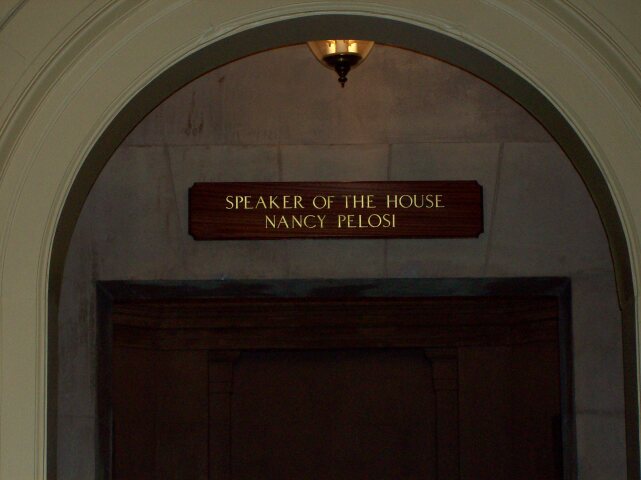 SPEAKER OF THE HOUSE
NANCY PELOSI